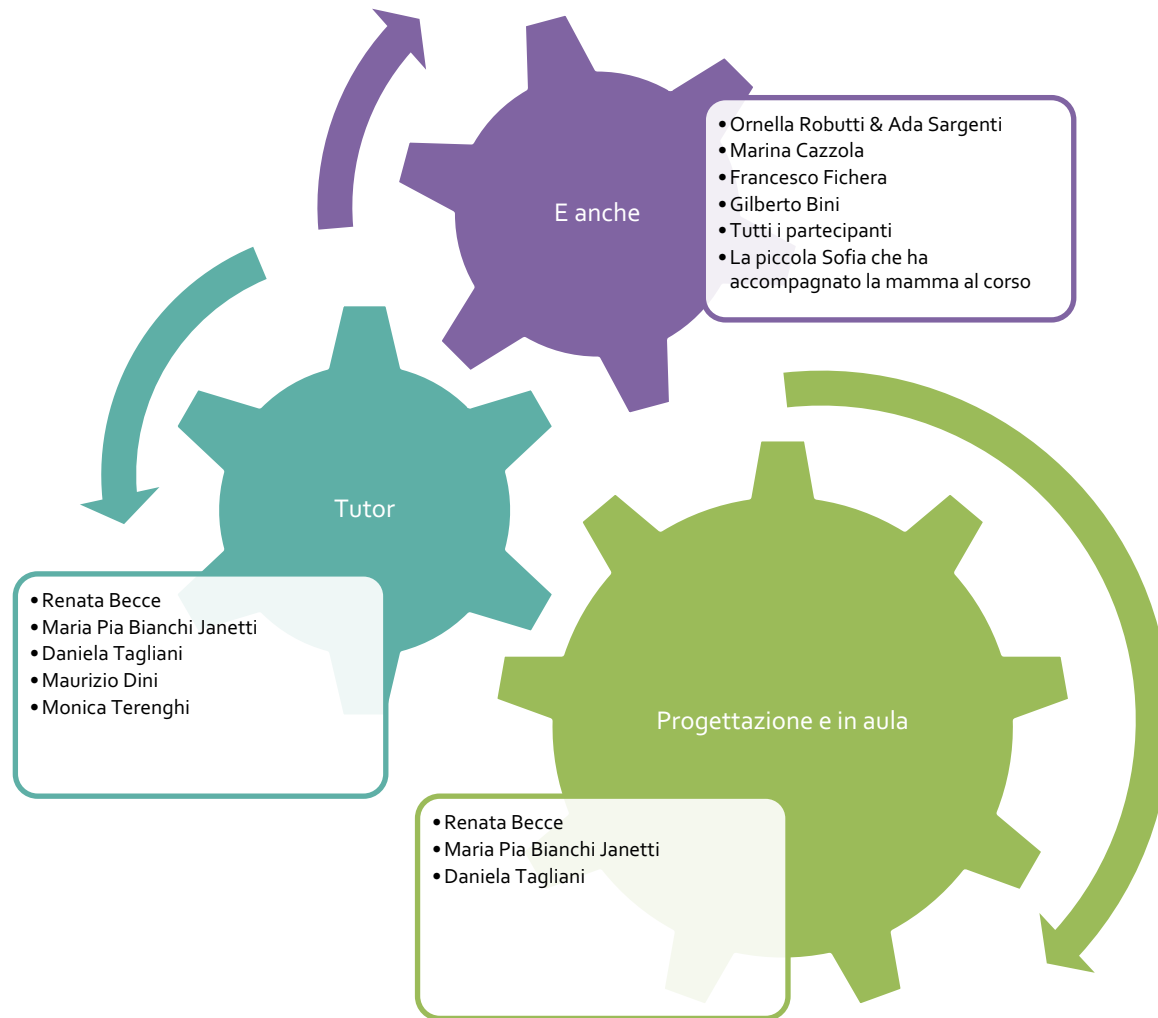 E anche
• Ornella Robutti & Ada Sargenti
• Marina Cazzola
• Francesco Fichera
• Gilberto Bini
• Tutti i partecipanti
• La piccola Sofia che ha
accompagnato la mamma al corso
Tutor
• Renata Becce
• Maria Pia Bianchi Janetti
• Daniela Tagliani
• Maurizio Dini
• Monica Terenghi
Progettazione e in aula
• Renata Becce
• Maria Pia Bianchi Janetti
• Daniela Tagliani